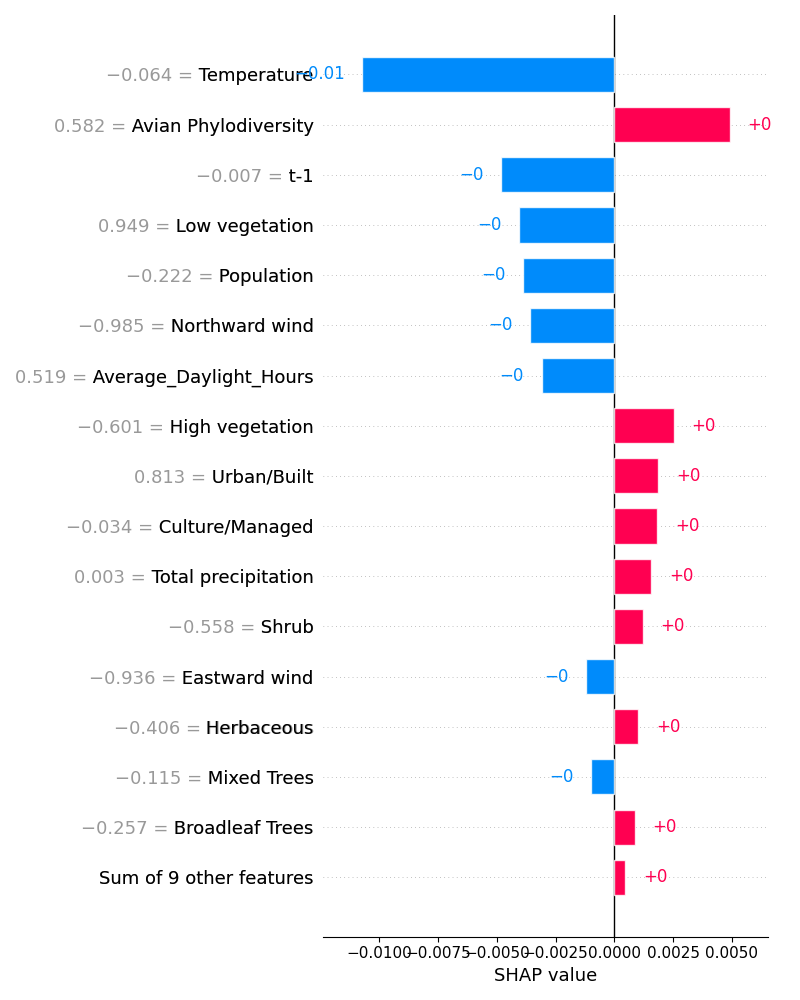 −0.064 = Temperature −0.01
0.582 = Avian Phylodiversity +0
−0.007 = t-1 −0
0.949 = Low vegetation −0
−0.222 = Population −0
−0.985 = Northward wind −0
0.519 = Average_Daylight_Hours −0
−0.601 = High vegetation +0
0.813 = Urban/Built +0
−0.034 = Culture/Managed +0
0.003 = Total precipitation +0
−0.558 = Shrub +0
−0.936 = Eastward wind −0
−0.406 = Herbaceous +0
−0.115 = Mixed Trees −0
−0.257 = Broadleaf Trees +0
Sum of 9 other features +0
−0.0100 −0.0075 −0.0050 −0.0025 0.0000 0.0025 0.0050
SHAP value